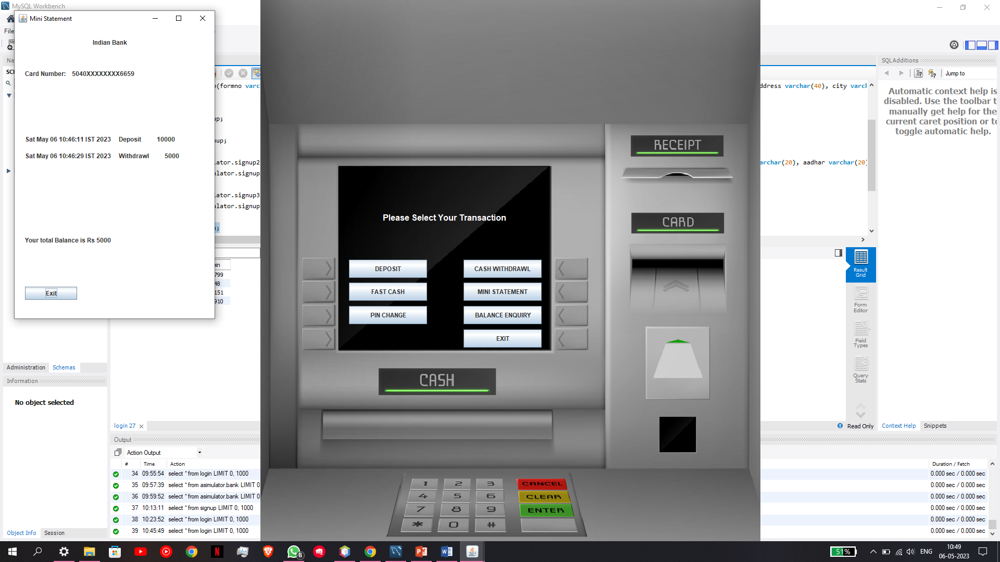 MySQL Workbench
Mini Statement
File
Indian Bank
Card Number: 5040XXXXXXXX6659
Sat May 06 10:46:11 IST 2023 Deposit 10000
Sat May 06 10:46:29 IST 2023 Withdrawl 5000
Your total Balance is Rs 5000
Exit
Na
SCH
(formno varc
up;
up;
lator.signup2
lator.signup
lator.signup3
lator.signup
;
pin
799
48
151
910
Administration Schemas
Information
No object selected
Object Info Session
login 27
Output
Action Output
# Time Action
34 09:55:54 select * from login LIMIT 0, 1000
35 09:57:39 select * from asimulator.bank LIMIT 0
36 09:59:52 select * from asimulator.bank LIMIT 0
37 10:13:11 select * from signup LIMIT 0, 1000
38 10:23:52 select * from login LIMIT 0, 1000
39 10:45:49 select * from login LIMIT 0, 1000
Please Select Your Transaction
DEPOSIT
CASH WITHDRAWL
FAST CASH
MINI STATEMENT
PIN CHANGE
BALANCE ENQUIRY
EXIT
CASH
RECEIPT
CARD
1 2 3 CANCEL
4 5 6 CLEAR
7 8 9 ENTER
* 0 #
ddress varchar(40), city varch
archar(20), aadhar varchar(20)
Result
Grid
Form
Editor
Field
Types
Query
Stats
Read Only
SQLAdditions
Jump to
Automatic context help is
disabled. Use the toolbar t
manually get help for the
current caret position or to
toggle automatic help.
Context Help Snippets
Duration / Fetch
0.000 sec / 0.000 sec
0.000 sec / 0.000 sec
0.000 sec / 0.000 sec
0.000 sec / 0.000 sec
0.000 sec / 0.000 sec
0.000 sec / 0.000 sec
8
51%
ENG
10:49
06-05-2023